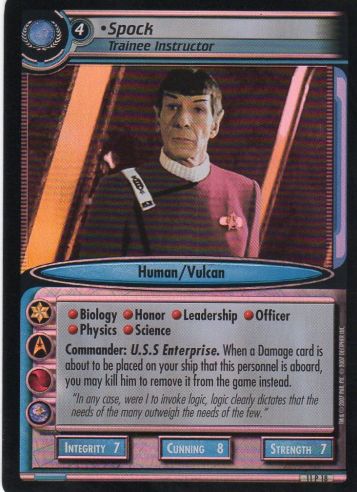 4
•Spock
Trainee Instructor
Human/Vulcan
• Biology • Honor • Leadership • Officer
• Physics • Science
Commander: U.S.S Enterprise. When a Damage card is
about to be placed on your ship that this personnel is aboard,
you may kill him to remove it from the game instead.
"In any case, were I to invoke logic, logic clearly dictates that the
needs of the many outweigh the needs of the few."
INTEGRITY 7 CUNNING 8 STRENGTH 7
11 P 18